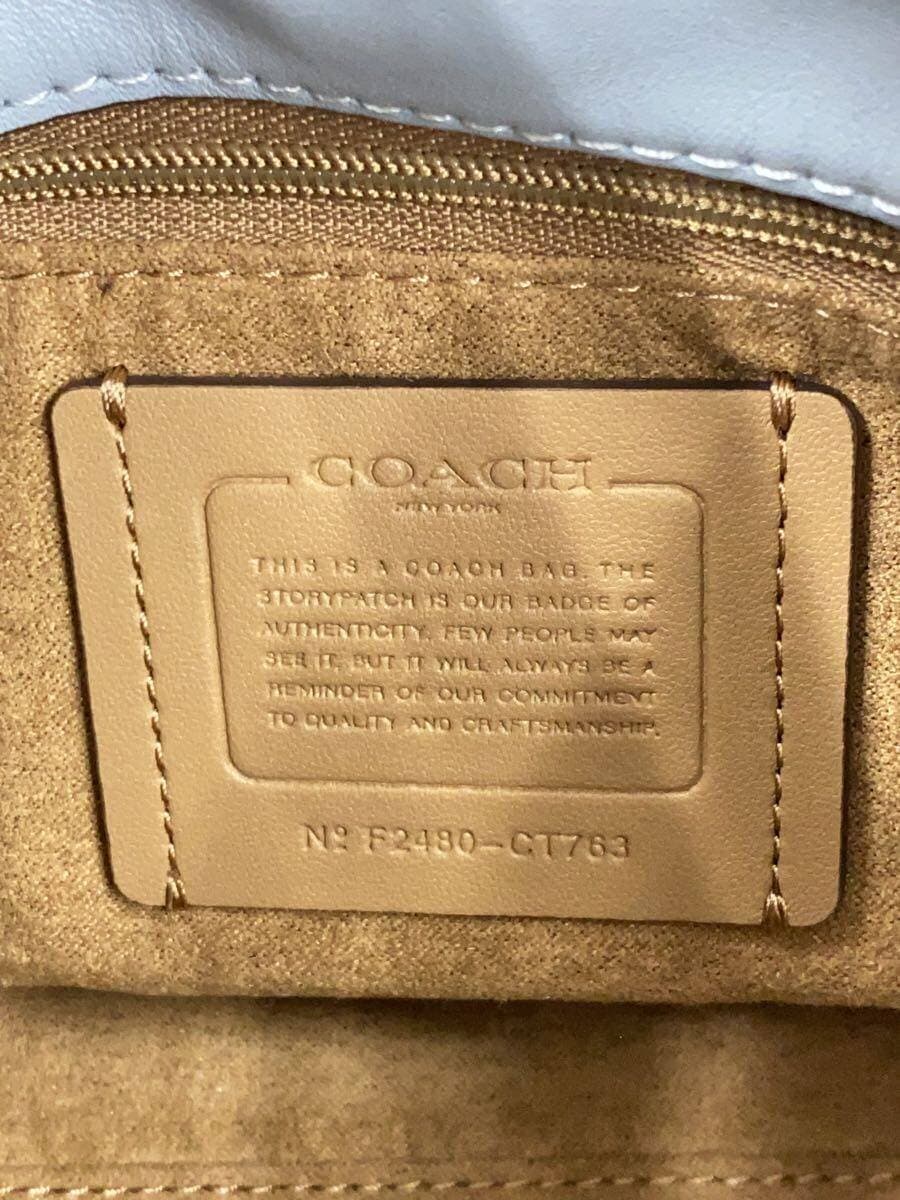 COACH
NEW YORK
THIS IS A COACH BAG. THE
STORYPATCH IS OUR BADGE OF
AUTHENTICITY. FEW PEOPLE MAY
SEE IT, BUT IT WILL ALWAYS BE A
REMINDER OF OUR COMMITMENT
TO QUALITY AND CRAFTSMANSHIP.
Nº F2480-CT763